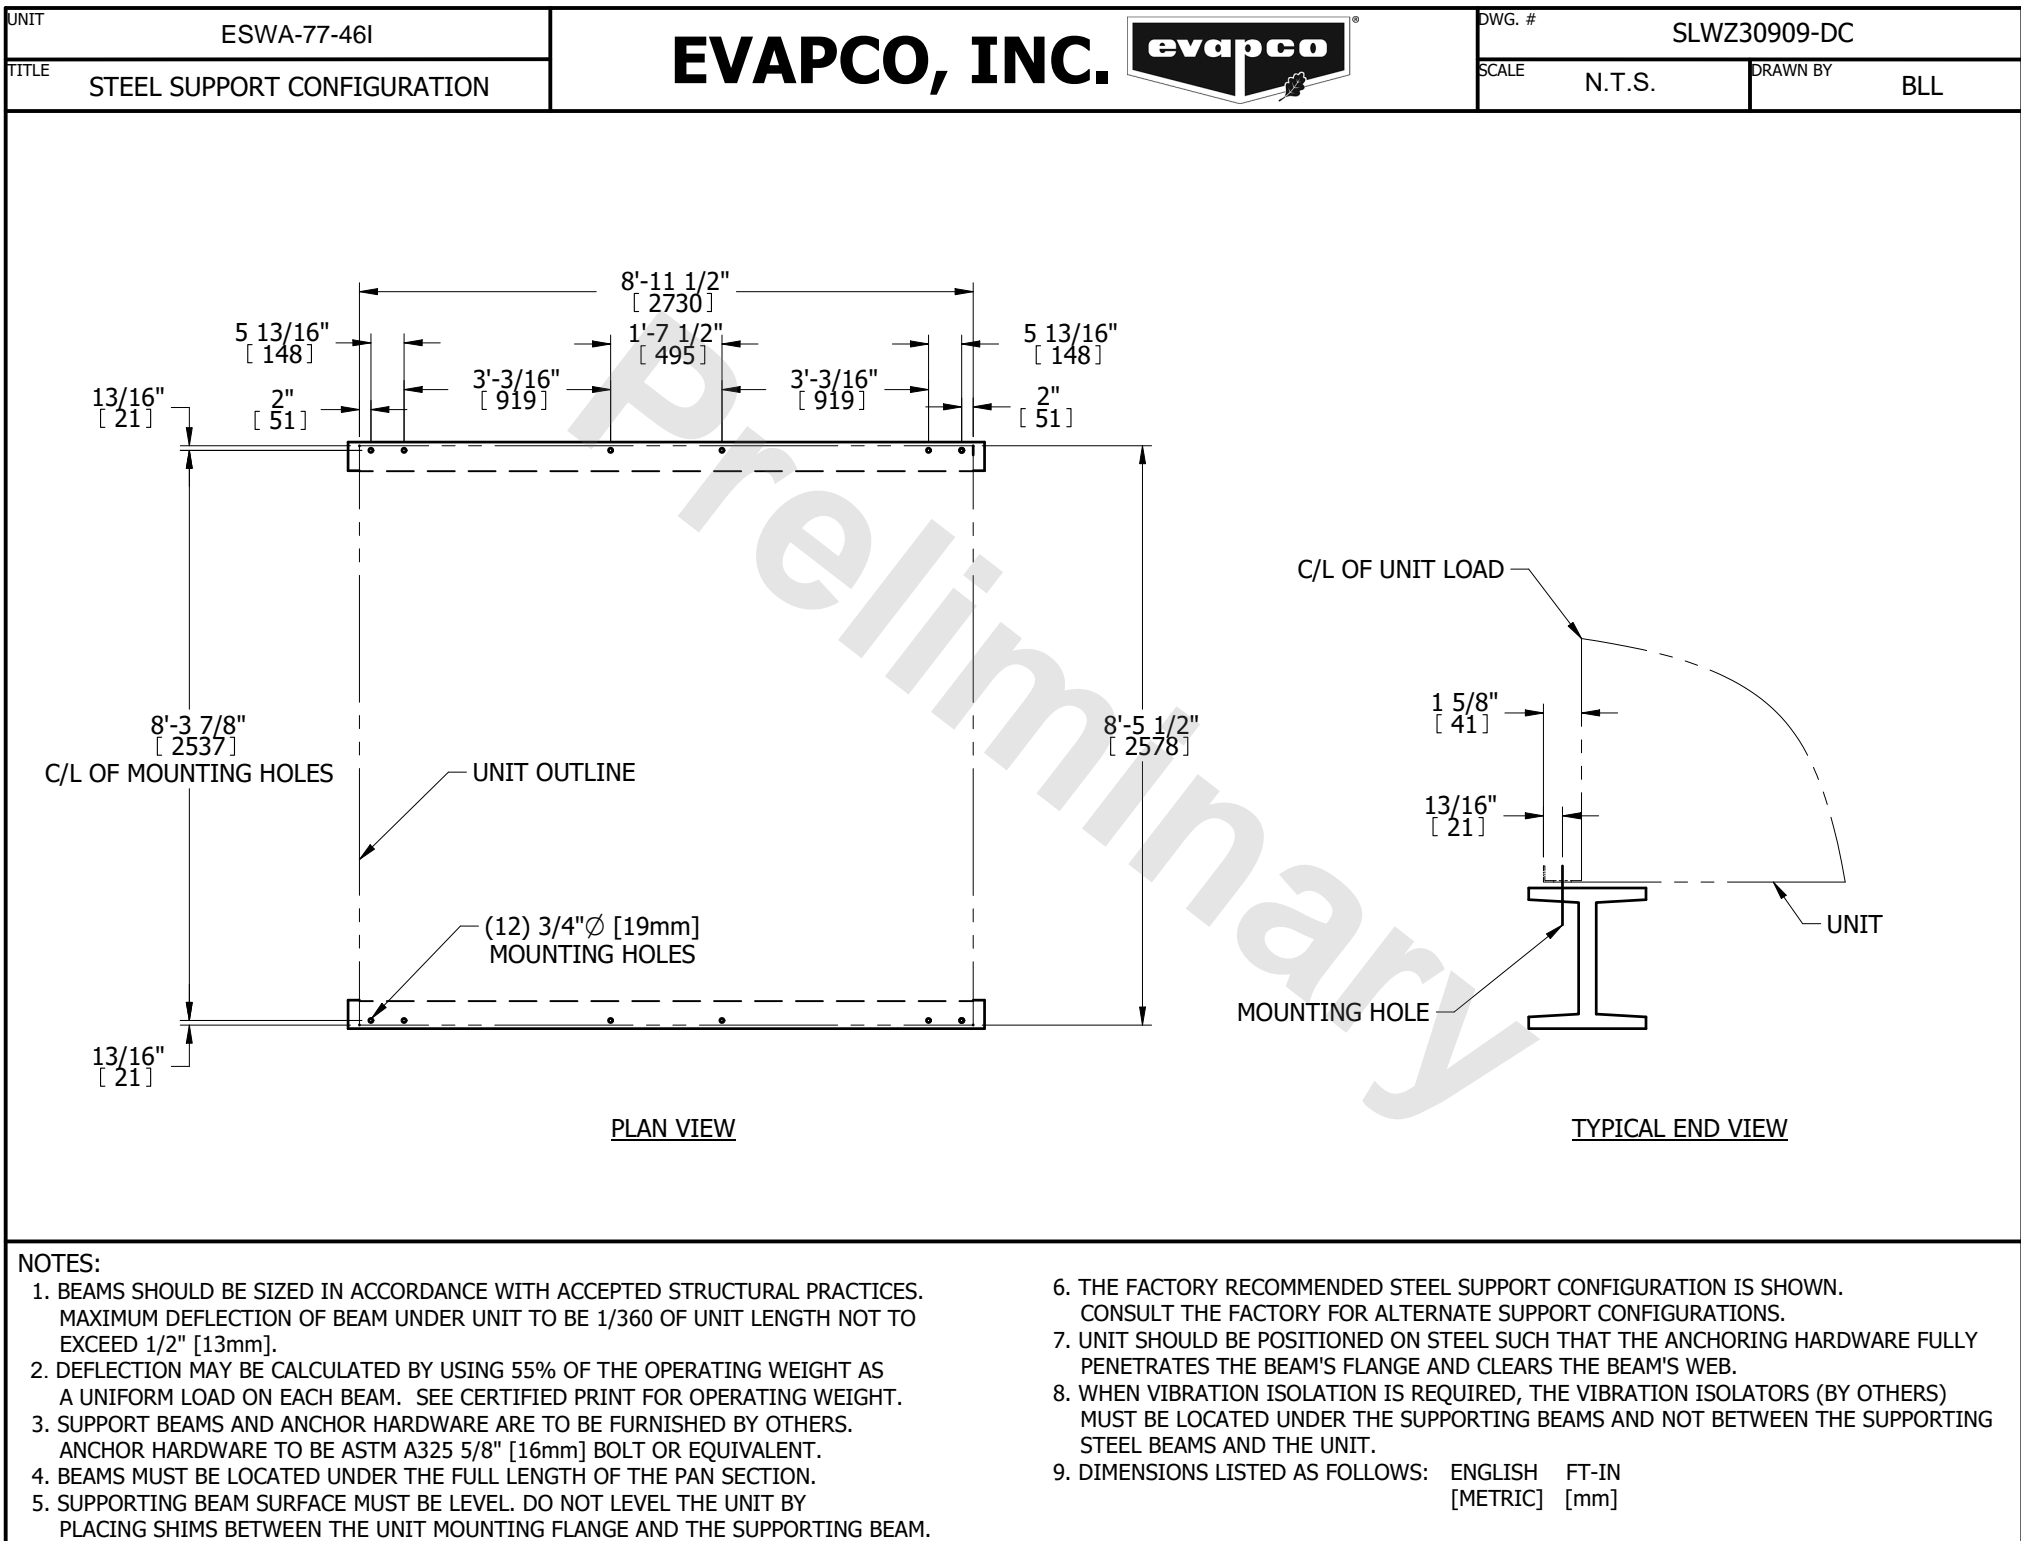 UNIT
ESWA-77-46I
TITLE
STEEL SUPPORT CONFIGURATION
EVAPCO, INC.
evapco
®
DWG. #
SLWZ30909-DC
SCALE
N.T.S.
DRAWN BY
BLL
8'-11 1/2"
[ 2730]
5 13/16"
[ 148]
1'-7 1/2"
[ 495]
5 13/16"
[ 148]
13/16"
[ 21]
2"
[ 51]
3'-3/16"
[ 919]
3'-3/16"
[ 919]
2"
[ 51]
Preliminary
C/L OF UNIT LOAD
8'-3 7/8"
[ 2537]
C/L OF MOUNTING HOLES
UNIT OUTLINE
8'-5 1/2"
[ 2578]
1 5/8"
[ 41]
13/16"
[ 21]
(12) 3/4"∅ [19mm]
MOUNTING HOLES
UNIT
MOUNTING HOLE
13/16"
[ 21]
PLAN VIEW
TYPICAL END VIEW
NOTES:
1. BEAMS SHOULD BE SIZED IN ACCORDANCE WITH ACCEPTED STRUCTURAL PRACTICES.
MAXIMUM DEFLECTION OF BEAM UNDER UNIT TO BE 1/360 OF UNIT LENGTH NOT TO
EXCEED 1/2" [13mm].
2. DEFLECTION MAY BE CALCULATED BY USING 55% OF THE OPERATING WEIGHT AS
A UNIFORM LOAD ON EACH BEAM. SEE CERTIFIED PRINT FOR OPERATING WEIGHT.
3. SUPPORT BEAMS AND ANCHOR HARDWARE ARE TO BE FURNISHED BY OTHERS.
ANCHOR HARDWARE TO BE ASTM A325 5/8" [16mm] BOLT OR EQUIVALENT.
4. BEAMS MUST BE LOCATED UNDER THE FULL LENGTH OF THE PAN SECTION.
5. SUPPORTING BEAM SURFACE MUST BE LEVEL. DO NOT LEVEL THE UNIT BY
PLACING SHIMS BETWEEN THE UNIT MOUNTING FLANGE AND THE SUPPORTING BEAM.
6. THE FACTORY RECOMMENDED STEEL SUPPORT CONFIGURATION IS SHOWN.
CONSULT THE FACTORY FOR ALTERNATE SUPPORT CONFIGURATIONS.
7. UNIT SHOULD BE POSITIONED ON STEEL SUCH THAT THE ANCHORING HARDWARE FULLY
PENETRATES THE BEAM'S FLANGE AND CLEARS THE BEAM'S WEB.
8. WHEN VIBRATION ISOLATION IS REQUIRED, THE VIBRATION ISOLATORS (BY OTHERS)
MUST BE LOCATED UNDER THE SUPPORTING BEAMS AND NOT BETWEEN THE SUPPORTING
STEEL BEAMS AND THE UNIT.
9. DIMENSIONS LISTED AS FOLLOWS: ENGLISH FT-IN
[METRIC] [mm]